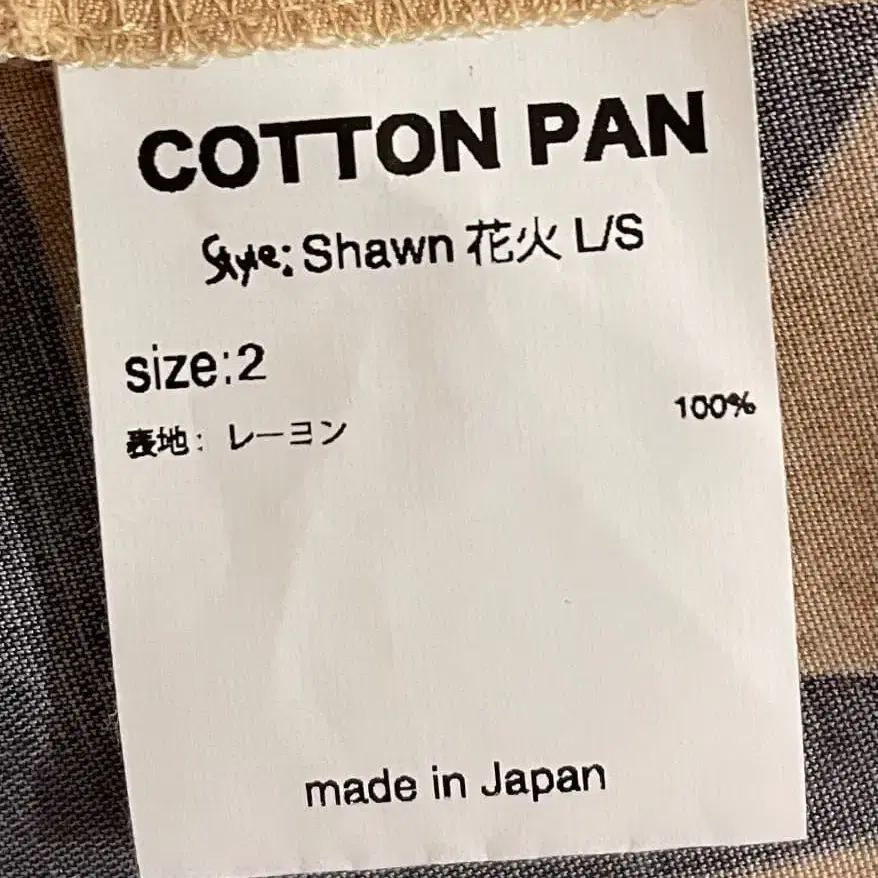 COTTON PAN
Style: Shawn 花火 L/S
size:2
表地: レーヨン 100%
made in Japan